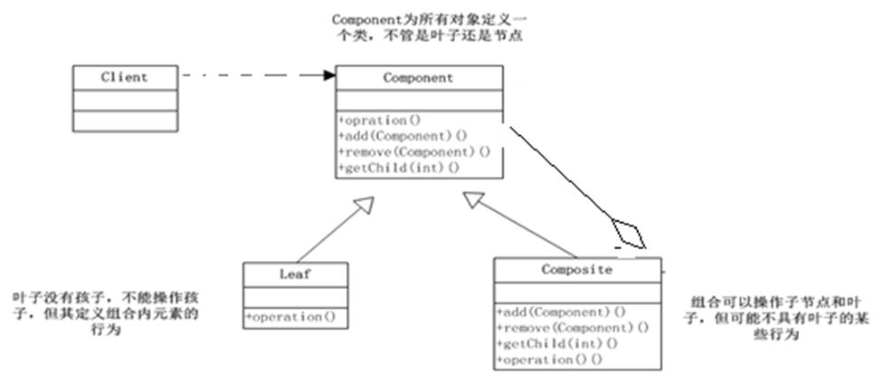 Component为所有对象定义一
个类，不管是叶子还是节点
Client
Component
+opration()
+add(Component)()
+remove(Component)()
+getChild(int)()
Leaf
+operation()
Composite
+add(Component)()
+remove(Component)()
+getChild(int)()
+operation()()
叶子没有孩子，不能操作孩
子，但其定义组合内元素的
行为
组合可以操作子节点和叶
子，但可能不具有叶子的某
些行为